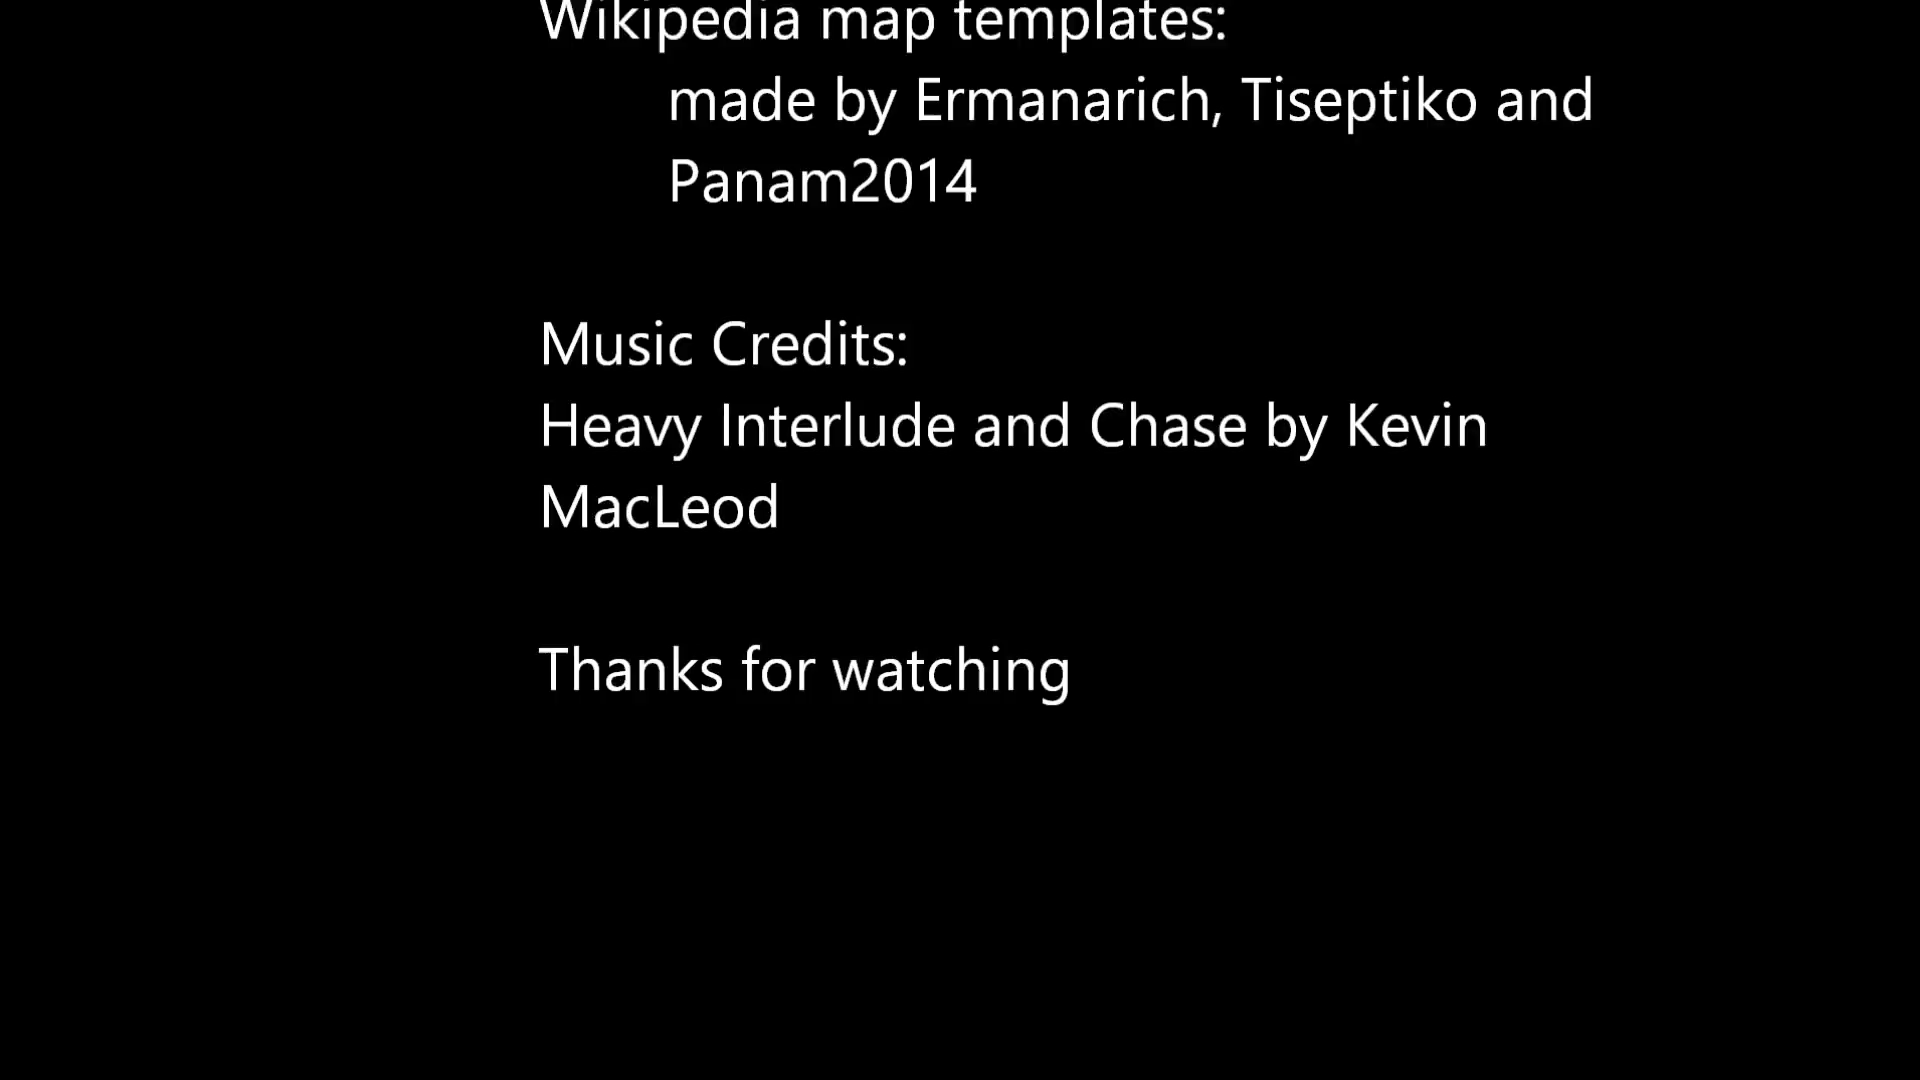 Wikipedia map templates:
made by Ermanarich, Tiseptiko and
Panam2014
Music Credits:
Heavy Interlude and Chase by Kevin
MacLeod
Thanks for watching